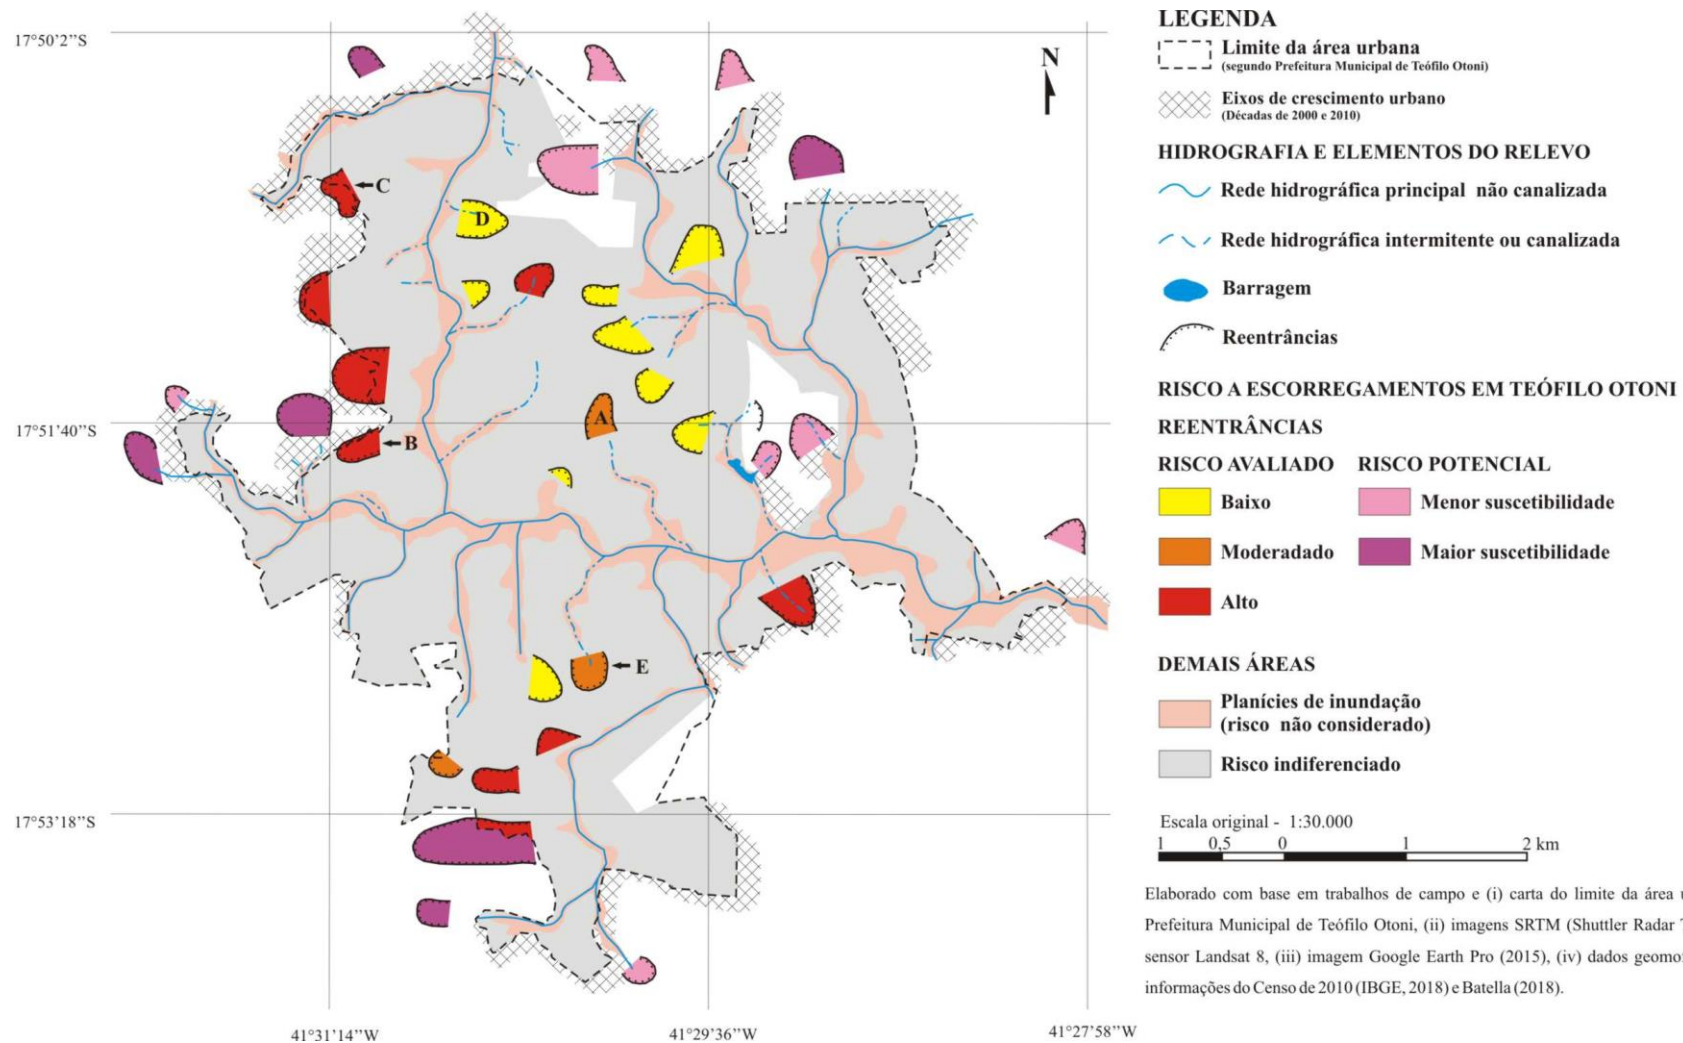 17°50’2’’S
17°51’40’’S
17°53’18’’S
41°31’14’’W
41°29’36’’W
41°27’58’’W
N
C
D
A
B
E
LEGENDA
Limite da área urbana
(segundo Prefeitura Municipal de Teófilo Otoni)
Eixos de crescimento urbano
(Décadas de 2000 e 2010)
HIDROGRAFIA E ELEMENTOS DO RELEVO
Rede hidrográfica principal não canalizada
Rede hidrográfica intermitente ou canalizada
Barragem
Reentrâncias
RISCO A ESCORREGAMENTOS EM TEÓFILO OTONI
REENTRÂNCIAS
RISCO AVALIADO RISCO POTENCIAL
Baixo Menor suscetibilidade
Moderadado Maior suscetibilidade
Alto
DEMAIS ÁREAS
Planícies de inundação
(risco não considerado)
Risco indiferenciado
Escala original - 1:30.000
1 0,5 0 1 2 km
Elaborado com base em trabalhos de campo e (i) carta do limite da área
Prefeitura Municipal de Teófilo Otoni, (ii) imagens SRTM (Shuttler Radar
sensor Landsat 8, (iii) imagem Google Earth Pro (2015), (iv) dados
informações do Censo de 2010 (IBGE, 2018) e Batella (2018).